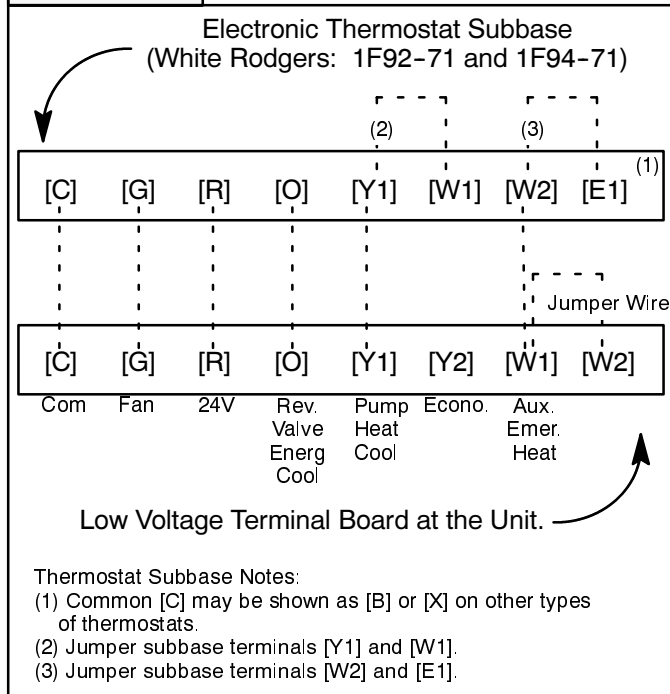 Electronic Thermostat Subbase
(White Rodgers: 1F92-71 and 1F94-71)
(2) (3)
(1)
[C] [G] [R] [O] [Y1] [W1] [W2] [E1]
Jumper Wire
[C] [G] [R] [O] [Y1] [Y2] [W1] [W2]
Com Fan 24V Rev. Pump Econo. Aux.
Valve Heat Emer.
Energ Cool Heat
Cool
Low Voltage Terminal Board at the Unit.
Thermostat Subbase Notes:
(1) Common [C] may be shown as [B] or [X] on other types
of thermostats.
(2) Jumper subbase terminals [Y1] and [W1].
(3) Jumper subbase terminals [W2] and [E1].